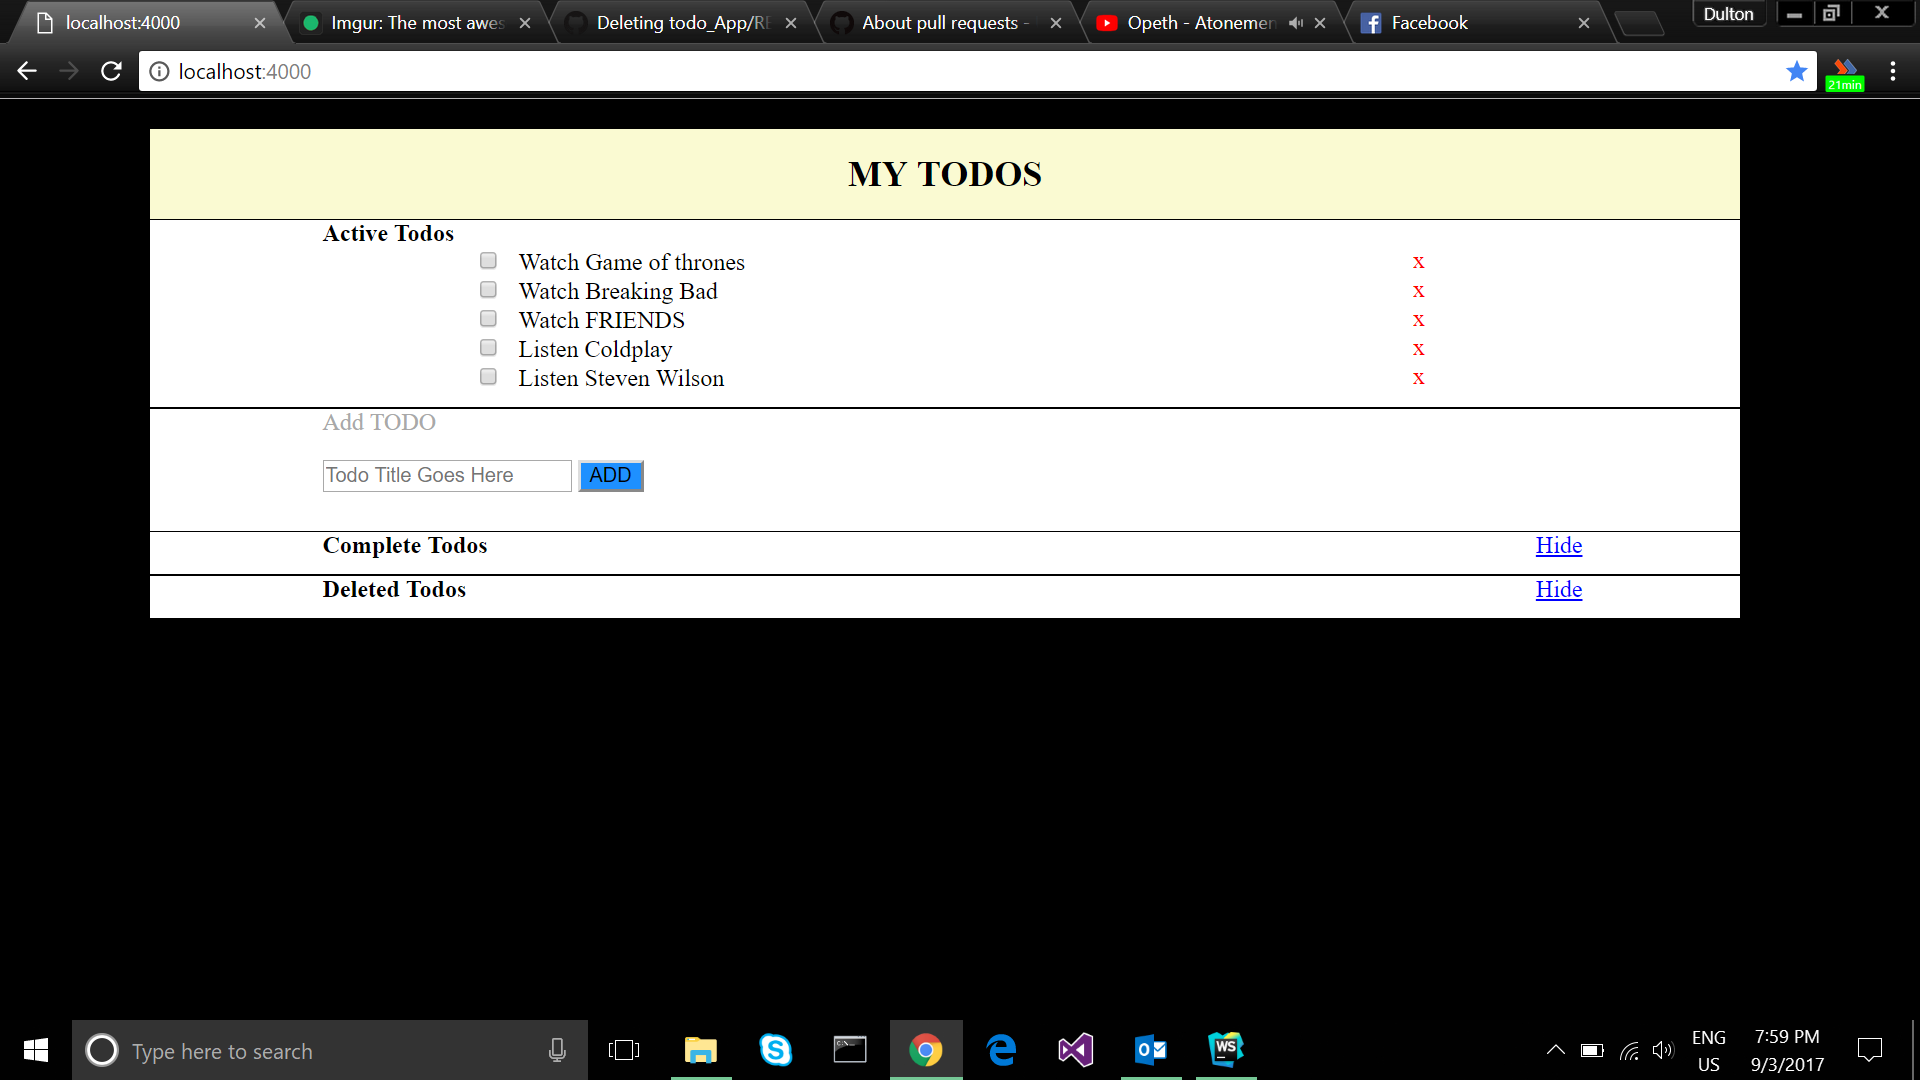 localhost:4000
Imgur: The most awes
Deleting todo_App/RE
About pull requests -
Opeth - Atonemen
Facebook
Dulton
localhost:4000
21min
MY TODOS
Active Todos
Watch Game of thrones x
Watch Breaking Bad x
Watch FRIENDS x
Listen Coldplay x
Listen Steven Wilson x
Add TODO
Todo Title Goes Here ADD
Complete Todos Hide
Deleted Todos Hide
Type here to search
WS
ENG
US
7:59 PM
9/3/2017